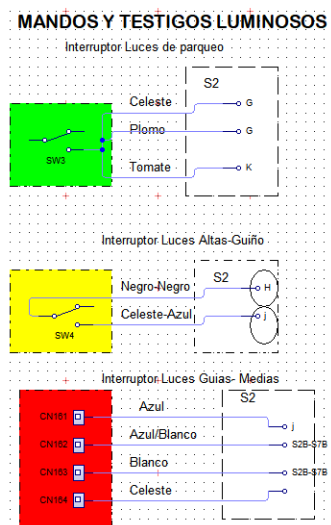 MANDOS Y TESTIGOS LUMINOSOS
Interruptor Luces de parqueo
S2
Celeste
G
Plomo
G
SW3
Tomate
K
Interruptor Luces Altas-Guiño
S2
Negro-Negro
H
Celeste-Azul
j
SW4
Interruptor Luces Guias- Medias
S2
Azul
CN161
j
Azul/Blanco
CN162
S2B-S7B
Blanco
CN163
S2B-S7B
Celeste
CN164